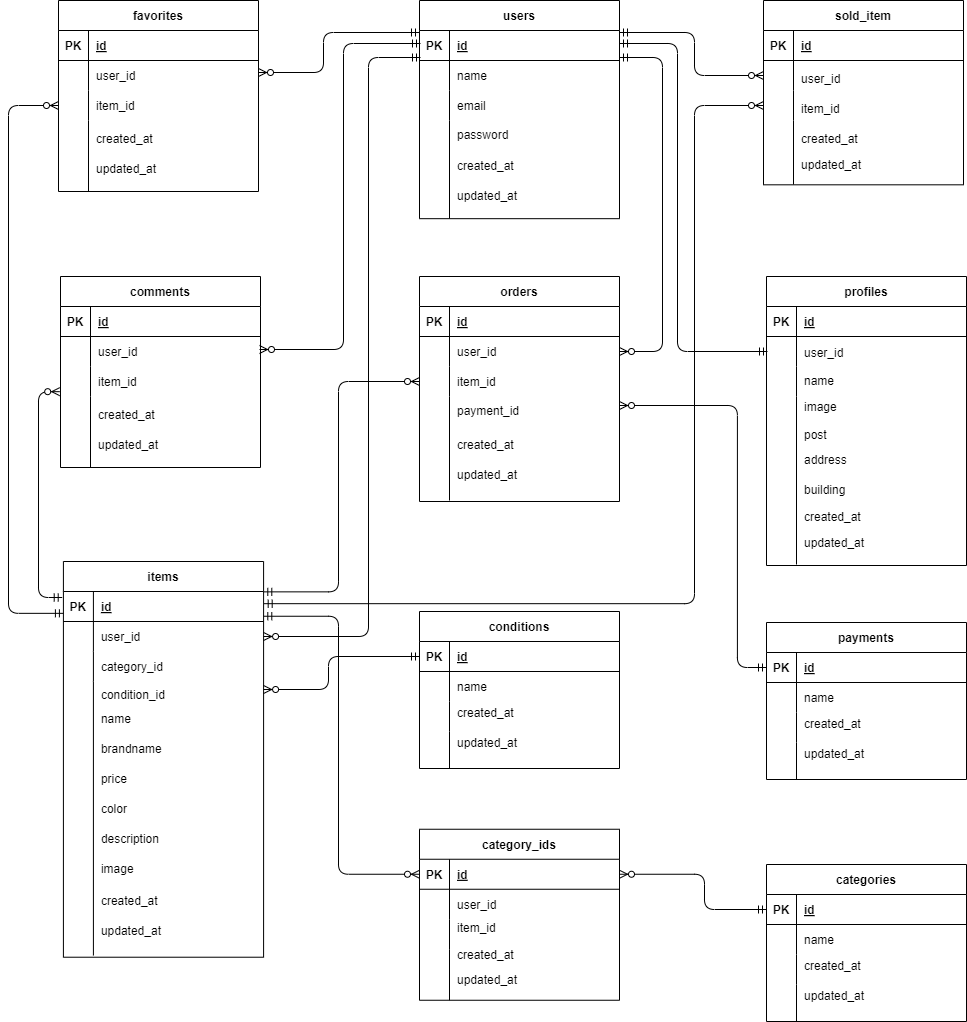 favorites
PK id
user_id
item_id
created_at
updated_at
users
PK id
name
email
password
created_at
updated_at
sold_item
PK id
user_id
item_id
created_at
updated_at
comments
PK id
user_id
item_id
created_at
updated_at
orders
PK id
user_id
item_id
payment_id
created_at
updated_at
profiles
PK id
user_id
name
image
post
address
building
created_at
updated_at
items
PK id
user_id
category_id
condition_id
name
brandname
price
color
description
image
created_at
updated_at
conditions
PK id
name
created_at
updated_at
payments
PK id
name
created_at
updated_at
category_ids
PK id
user_id
item_id
created_at
updated_at
categories
PK id
name
created_at
updated_at